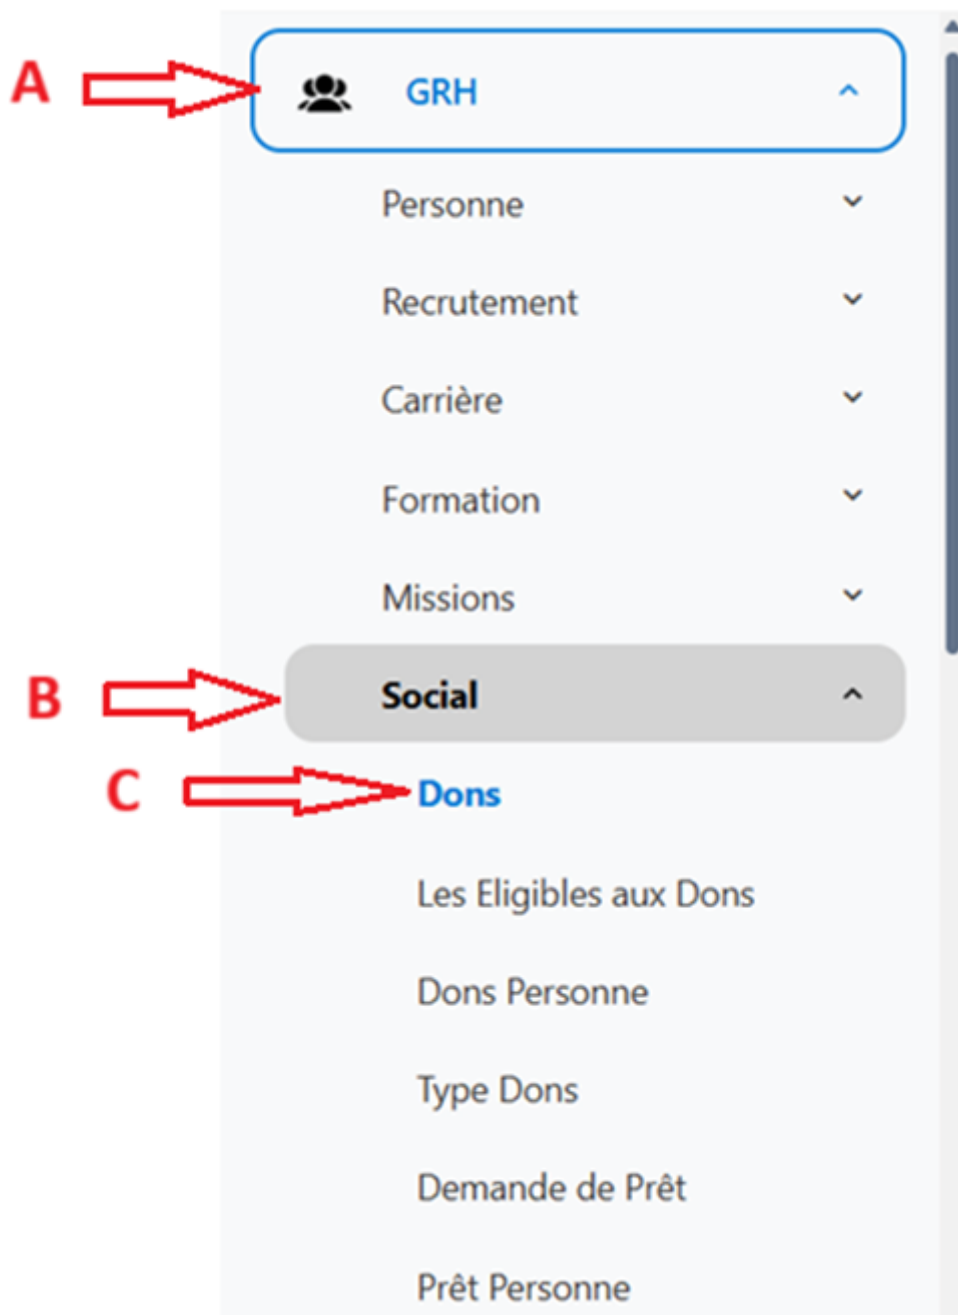 A GRH
Personne
Recrutement
Carrière
Formation
Missions
B Social
C Dons
Les Eligibles aux Dons
Dons Personne
Type Dons
Demande de Prêt
Prêt Personne